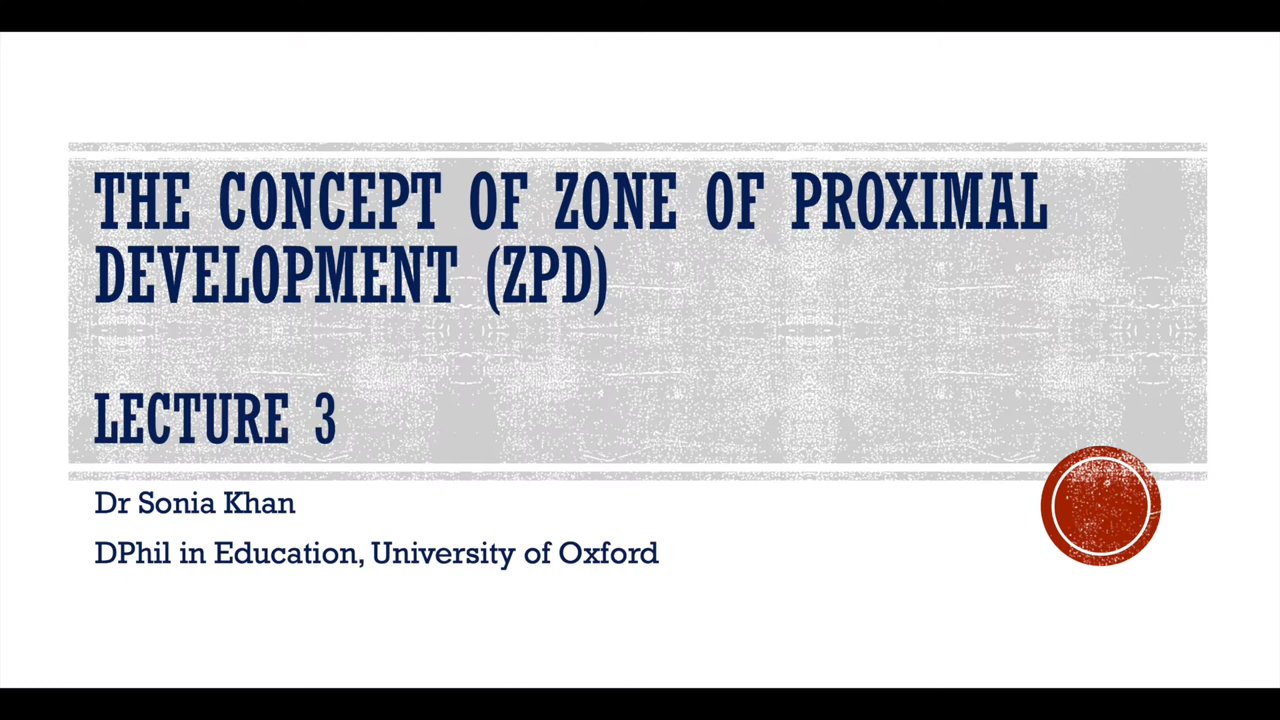 THE CONCEPT OF ZONE OF PROXIMAL
DEVELOPMENT (ZPD)
LECTURE 3
Dr Sonia Khan
DPhil in Education, University of Oxford